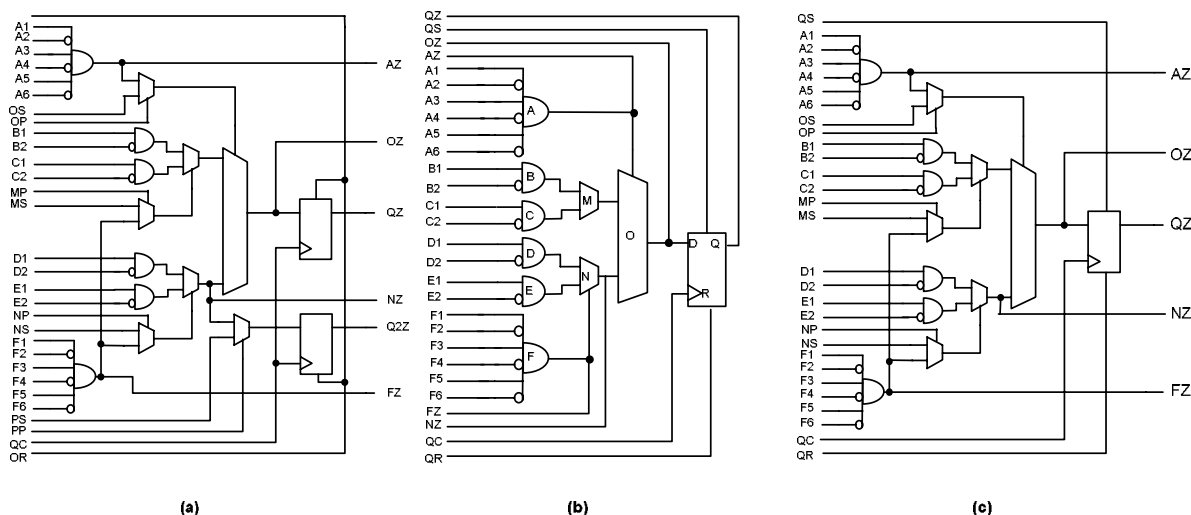 A1
A2
A3
A4
A5
A6
OS
OP
B1
B2
C1
C2
MP
MS
D1
D2
E1
E2
NP
NS
F1
F2
F3
F4
F5
F6
PS
PP
QC
OR
AZ
OZ
QZ
NZ
Q2Z
FZ
(a)
QZ
QS
OZ
AZ
A1
A2
A3
A4
A5
A6
B1
B2
C1
C2
D1
D2
E1
E2
F1
F2
F3
F4
F5
F6
FZ
NZ
QC
QR
A
B
C
M
D
E
N
F
O
D Q
R
(b)
QS
A1
A2
A3
A4
A5
A6
OS
OP
B1
B2
C1
C2
MP
MS
D1
D2
E1
E2
NP
NS
F1
F2
F3
F4
F5
F6
QC
QR
AZ
OZ
QZ
NZ
FZ
(c)